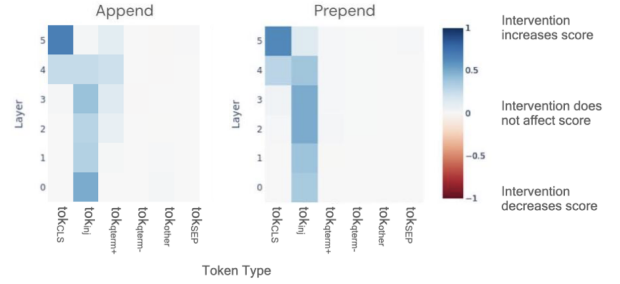 Append
Prepend
Intervention increases score
Intervention does not affect score
Intervention decreases score
Layer
5
4
3
2
1
0
tokCLS
tokinj
tokqterm+
tokqterm-
tokother
tokSEP
Layer
5
4
3
2
1
0
tokCLS
tokinj
tokqterm+
tokqterm-
tokother
tokSEP
1
0.5
0
−0.5
−1
Token Type